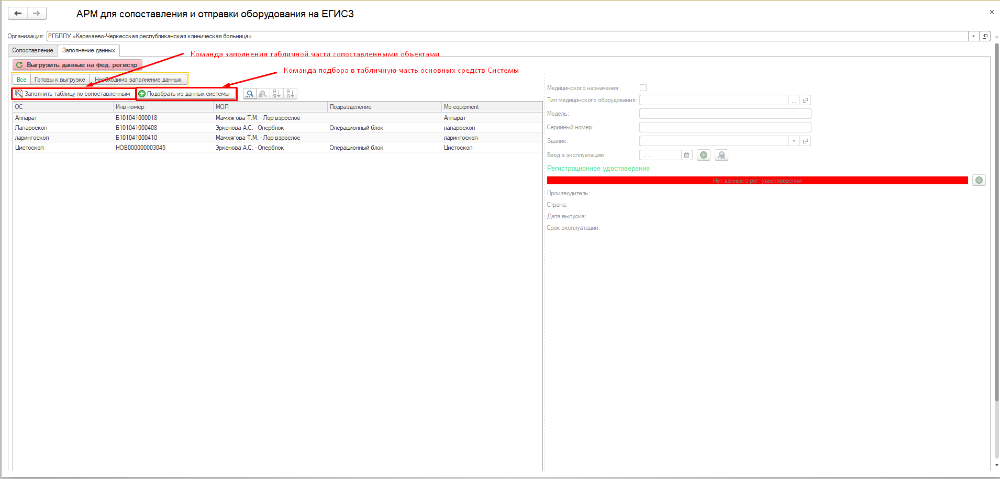 АРМ для сопоставления и отправки оборудования на ЕГИСЗ
Организация: РГБЛПУ «Карачаево-Черкесская республиканская клиническая больница»
Сопоставление Заполнение данных
Команда заполнения табличной части сопоставленными объектами
Выгрузить данные на фед. регистр
Команда подбора в табличную часть основных средств Системы
Все Готовы к выгрузке Необходимо заполнение данных
Заполнить таблицу по сопоставленным Подобрать из данных системы
ОС Инв номер МОЛ Подразделение Mo equipment
Аппарат Б101041000018 Мамхягова Т.М. - Лор взрослое Аппарат
Лапароскоп Б101041000408 Эркенова А.С. - Оперблок Операционный блок лапароскоп
ларингоскоп Б101041000410 Мамхягова Т.М. - Лор взрослое ларингоскоп
Цистоскоп НОВ000000003045 Эркенова А.С. - Оперблок Операционный блок Цистоскоп
Медицинского назначения:
Тип медицинского оборудования: ...
Модель:
Серийный номер:
Здание:
Ввод в эксплуатацию: . .
Регистрационное удостоверение
Нет данных о рег. удостоверении
Производитель:
Страна:
Дата выпуска:
Срок эксплуатации: